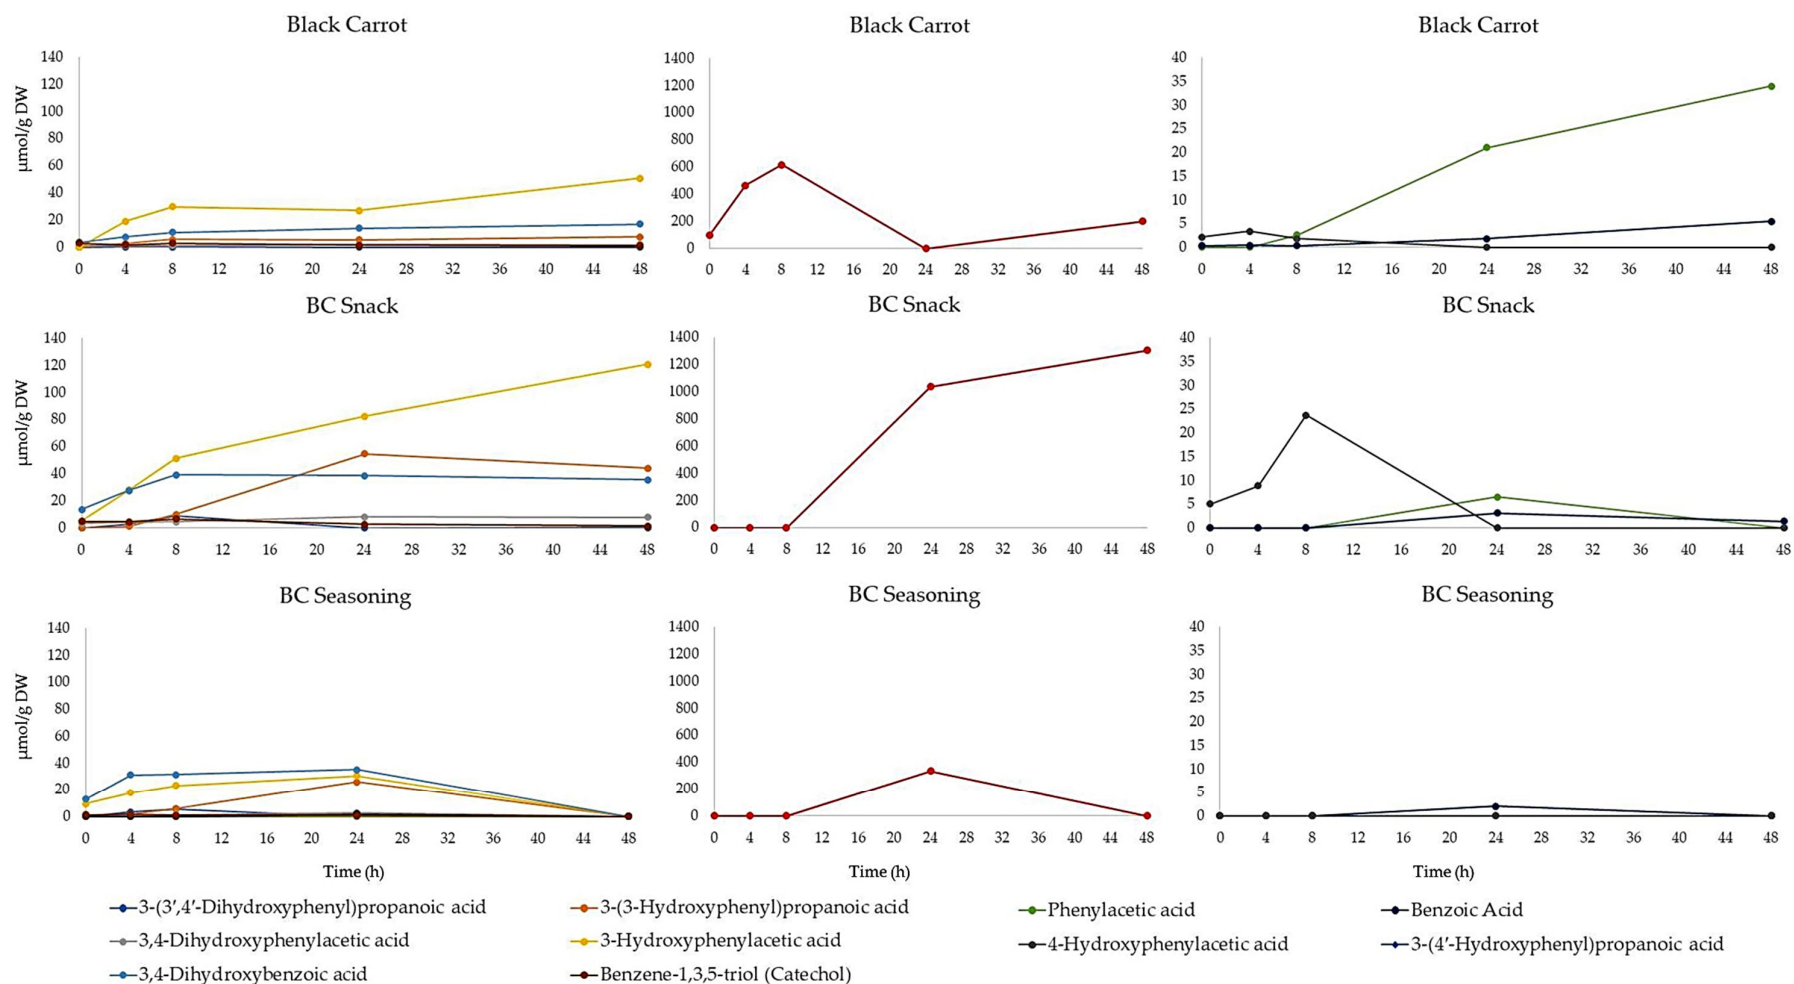 Black Carrot
Black Carrot
Black Carrot
μmol/g DW
140
120
100
80
60
40
20
0
0 4 8 12 16 20 24 28 32 36 40 44 48
1400
1200
1000
800
600
400
200
0
0 4 8 12 16 20 24 28 32 36 40 44 48
40
35
30
25
20
15
10
5
0
0 4 8 12 16 20 24 28 32 36 40 44 48
BC Snack
BC Snack
BC Snack
μmol/g DW
140
120
100
80
60
40
20
0
0 4 8 12 16 20 24 28 32 36 40 44 48
1400
1200
1000
800
600
400
200
0
0 4 8 12 16 20 24 28 32 36 40 44 48
40
35
30
25
20
15
10
5
0
0 4 8 12 16 20 24 28 32 36 40 44 48
BC Seasoning
BC Seasoning
BC Seasoning
μmol/g DW
140
120
100
80
60
40
20
0
0 4 8 12 16 20 24 28 32 36 40 44 48
Time (h)
1400
1200
1000
800
600
400
200
0
0 4 8 12 16 20 24 28 32 36 40 44 48
Time (h)
40
35
30
25
20
15
10
5
0
0 4 8 12 16 20 24 28 32 36 40 44 48
Time (h)
3-(3′,4′-Dihydroxyphenyl)propanoic acid
3-(3-Hydroxyphenyl)propanoic acid
Phenylacetic acid
Benzoic Acid
3,4-Dihydroxyphenylacetic acid
3-Hydroxyphenylacetic acid
4-Hydroxyphenylacetic acid
3-(4′-Hydroxyphenyl)propanoic acid
3,4-Dihydroxybenzoic acid
Benzene-1,3,5-triol (Catechol)